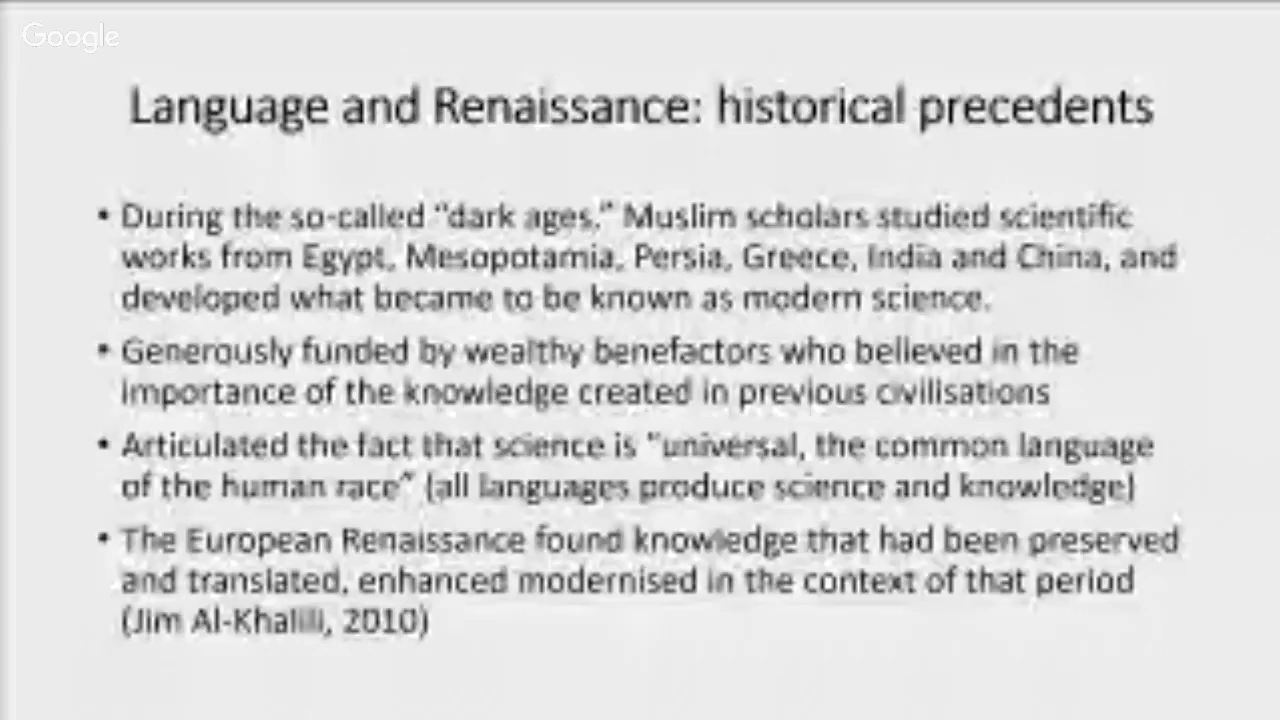 Google
Language and Renaissance: historical precedents
• During the so-called "dark ages," Muslim scholars studied scientific
works from Egypt, Mesopotamia, Persia, Greece, India and China, and
developed what became to be known as modern science.
• Generously funded by wealthy benefactors who believed in the
importance of the knowledge created in previous civilisations
• Articulated the fact that science is "universal, the common language
of the human race" (all languages produce science and knowledge)
• The European Renaissance found knowledge that had been preserved
and translated, enhanced modernised in the context of that period
(Jim Al-Khalili, 2010)